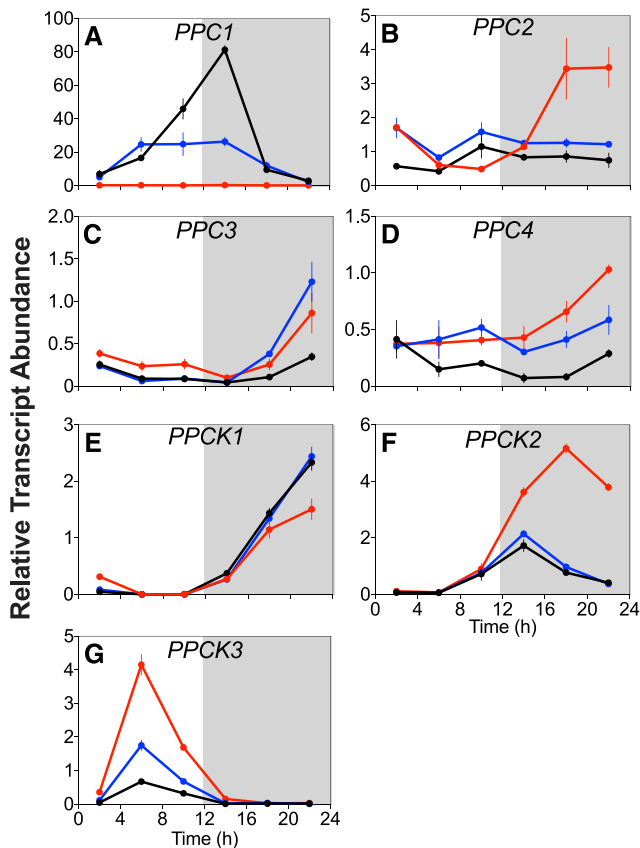 Relative Transcript Abundance
A PPC1
100
80
60
40
20
0
B PPC2
5
4
3
2
1
0
C PPC3
2.0
1.5
1.0
0.5
0
D PPC4
1.5
1.0
0.5
0
E PPCK1
3
2
1
0
F PPCK2
6
4
2
0
0 4 8 12 16 20 24
Time (h)
G PPCK3
5
4
3
2
1
0
0 4 8 12 16 20 24
Time (h)